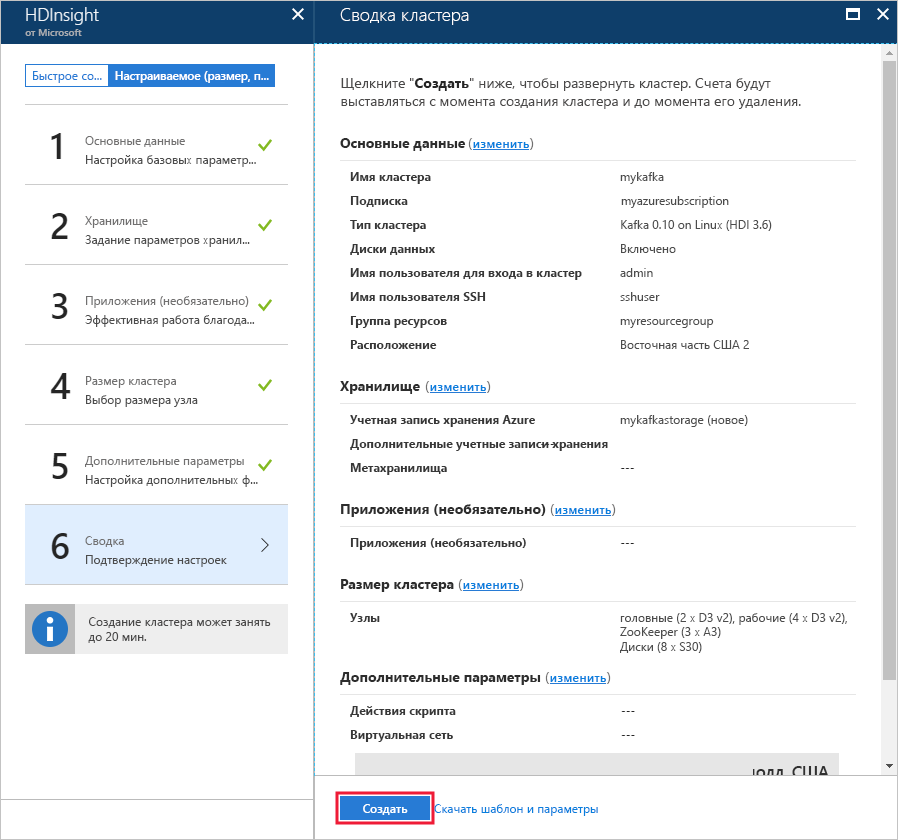 HDInsight
от Microsoft
Быстрое со...
Настраиваемое (размер, п...
1
Основные данные
Настройка базовых параметр...
2
Хранилище
Задание параметров хранил...
3
Приложения (необязательно)
Эффективная работа благода...
4
Размер кластера
Выбор размера узла
5
Дополнительные параметры
Настройка дополнительных ф...
6
Сводка
Подтверждение настроек
Создание кластера может занять
до 20 мин.
Сводка кластера
Щелкните "Создать" ниже, чтобы развернуть кластер. Счета будут
выставляться с момента создания кластера и до момента его удаления.
Основные данные (изменить)
Имя кластера mykafka
Подписка myazuresubscription
Тип кластера Kafka 0.10 on Linux (HDI 3.6)
Диски данных Включено
Имя пользователя для входа в кластер admin
Имя пользователя SSH sshuser
Группа ресурсов myresourcegroup
Расположение Восточная часть США 2
Хранилище (изменить)
Учетная запись хранения Azure mykafkastorage (новое)
Дополнительные учетные записи хранения ---
Метахранилища ---
Приложения (необязательно) (изменить)
Приложения (необязательно) ---
Размер кластера (изменить)
Узлы головные (2 x D3 v2), рабочие (4 x D3 v2),
ZooKeeper (3 x A3)
Диски (8 x S30)
Дополнительные параметры (изменить)
Действия скрипта ---
Виртуальная сеть ---
США
Создать Скачать шаблон и параметры